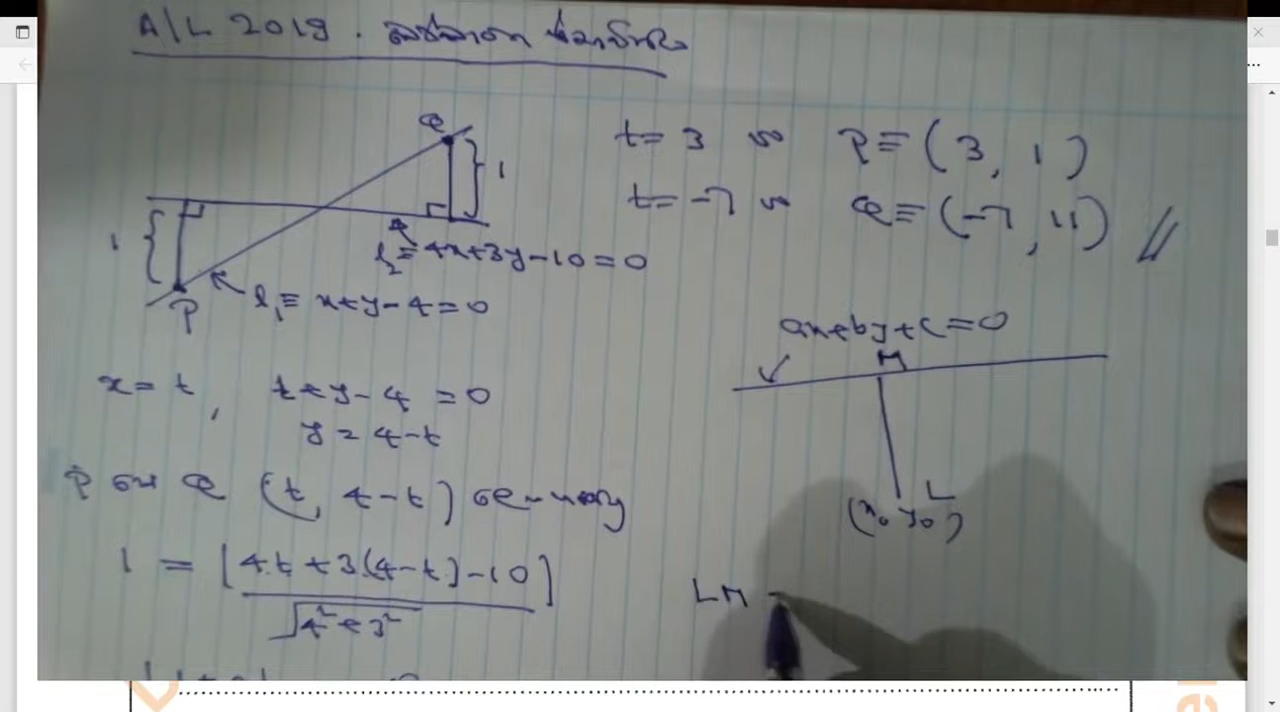 A/L 2019.
Q
1
1
P
l₂ ≡ 4x+3y-10=0
l₁ ≡ x+y-4=0
x = t, t+y-4 = 0
y = 4-t
P Q (t, 4-t)
1 = |4t+3(4-t)-10|
√4²+3²
t = 3 P ≡ (3, 1)
t = -7 Q ≡ (-7, 11) //
ax+by+c=0
M
L
(x₀ y₀)
LM =